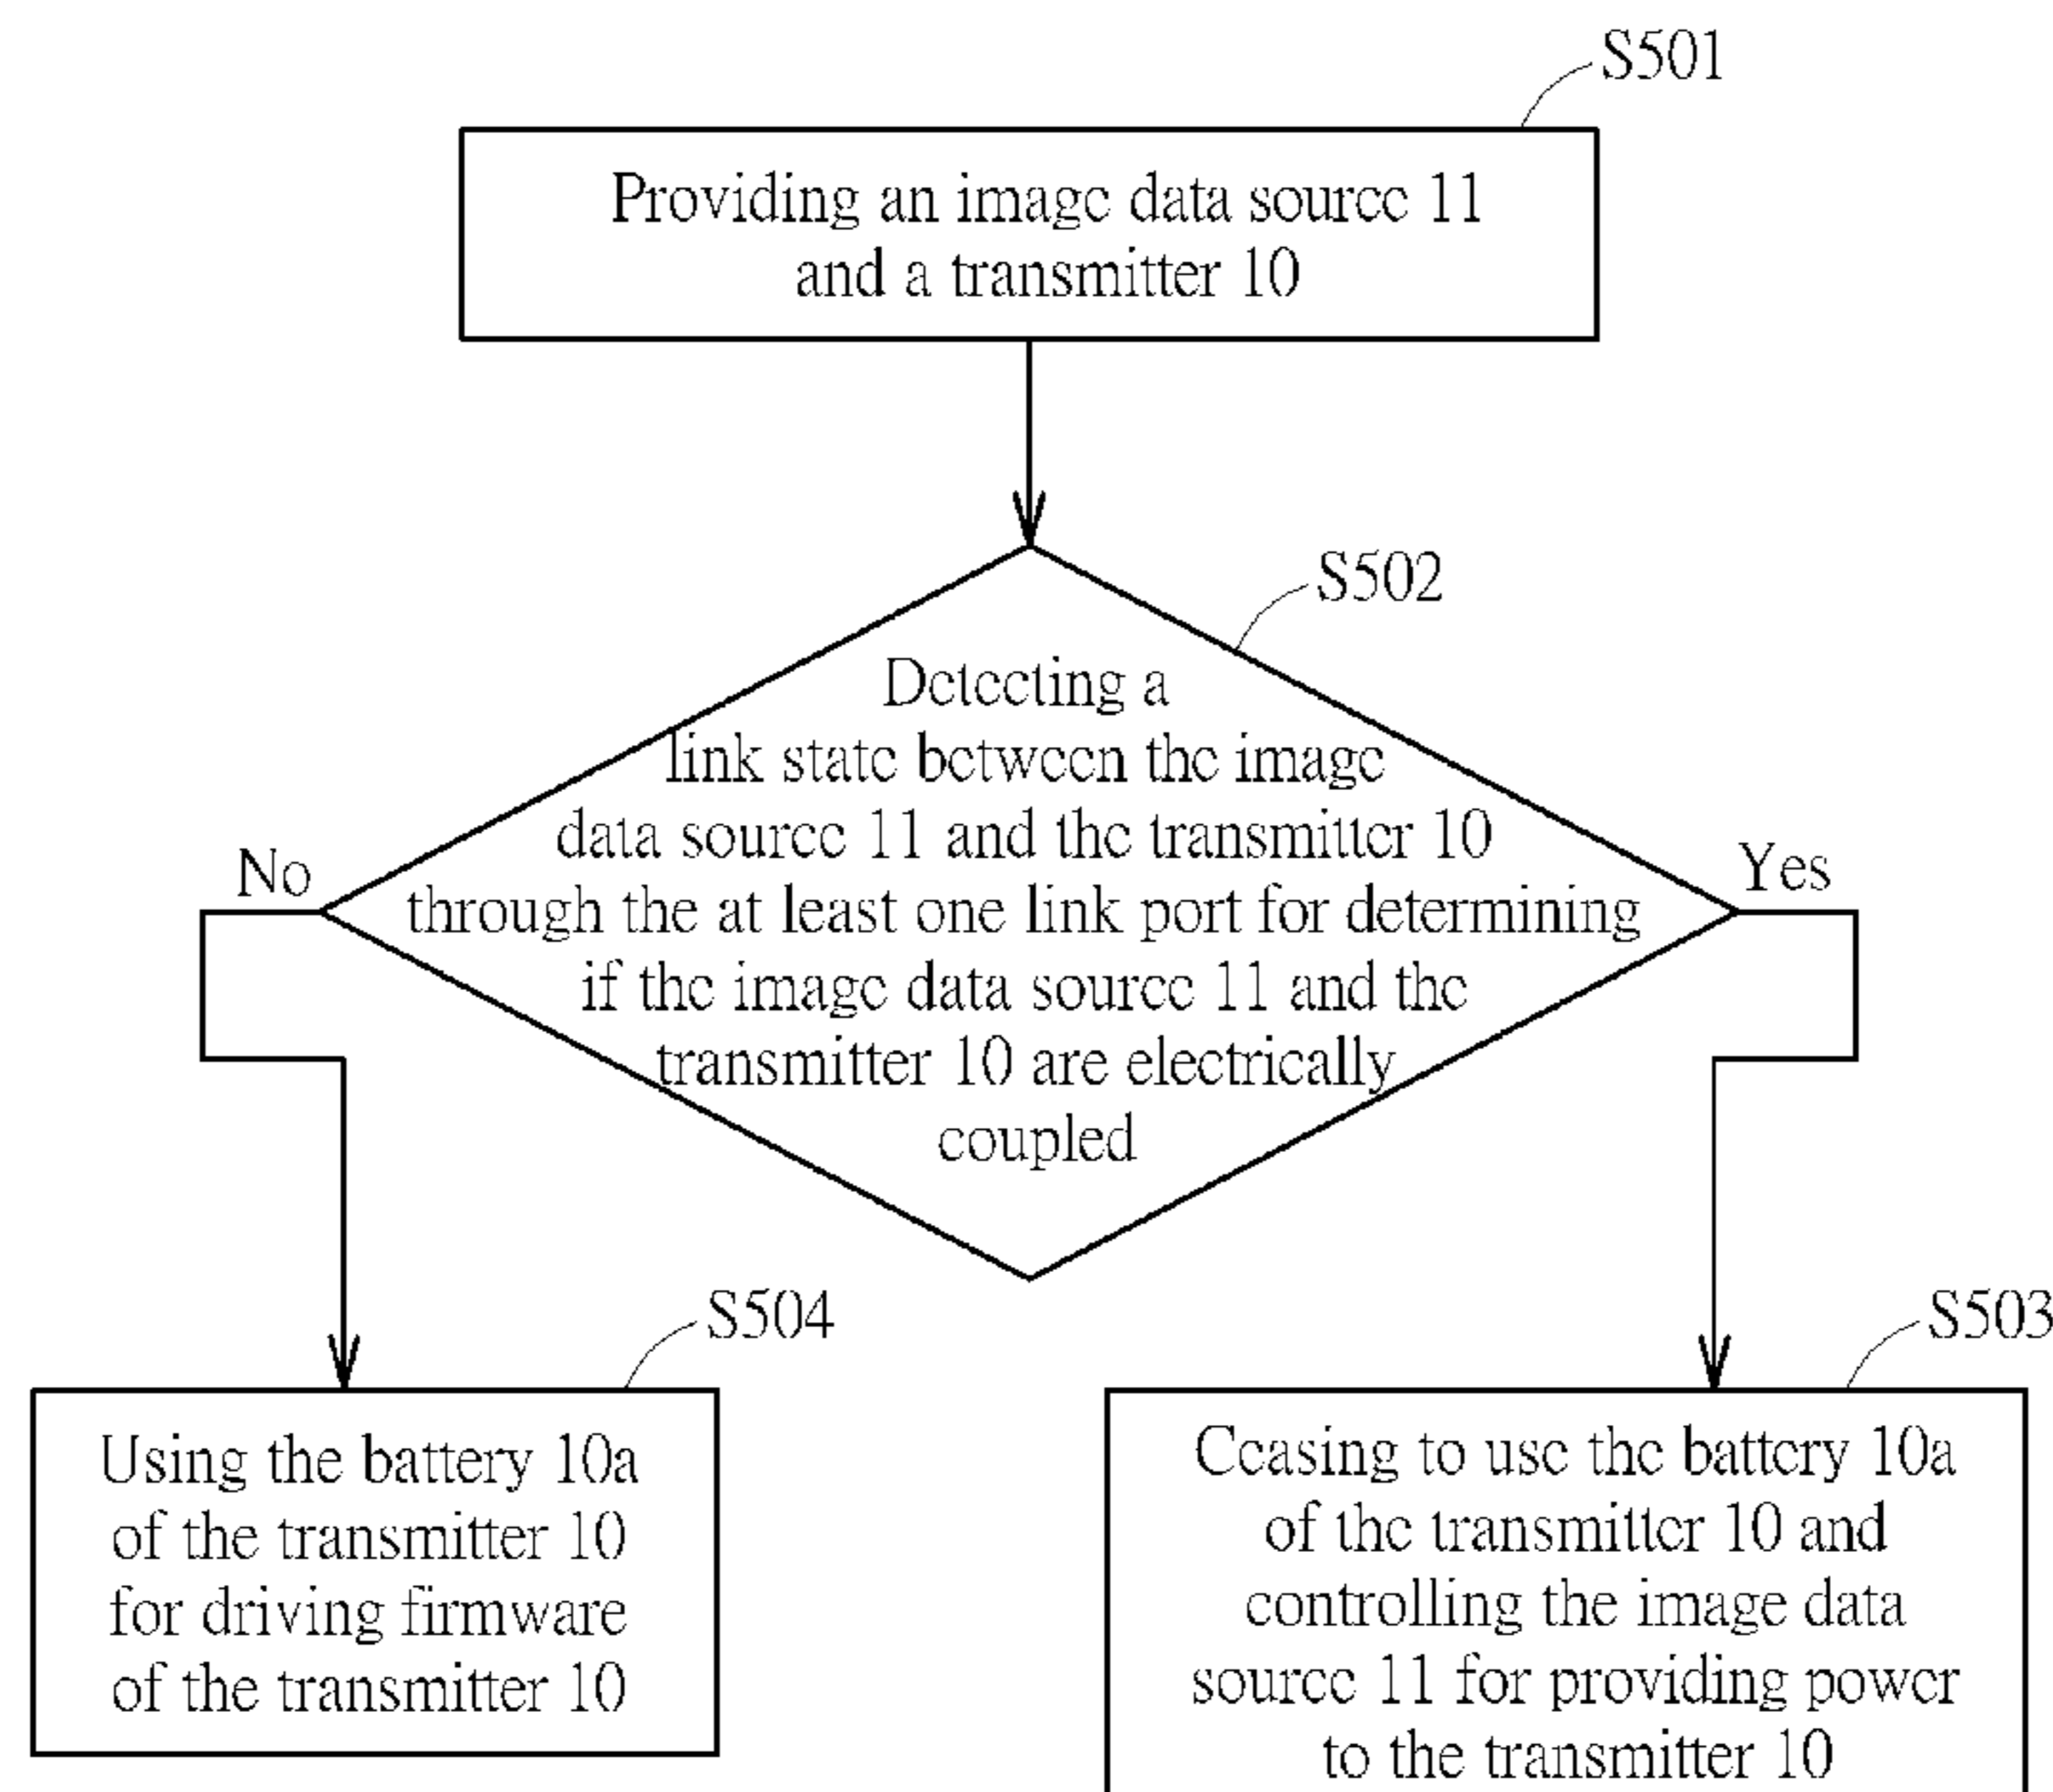 S501
Providing an image data source 11
and a transmitter 10
S502
Detecting a
link state between the image
data source 11 and the transmitter 10
through the at least one link port for determining
if the image data source 11 and the
transmitter 10 are electrically
coupled
No
Yes
S504
Using the battery 10a
of the transmitter 10
for driving firmware
of the transmitter 10
S503
Ceasing to use the battery 10a
of the transmitter 10 and
controlling the image data
source 11 for providing power
to the transmitter 10